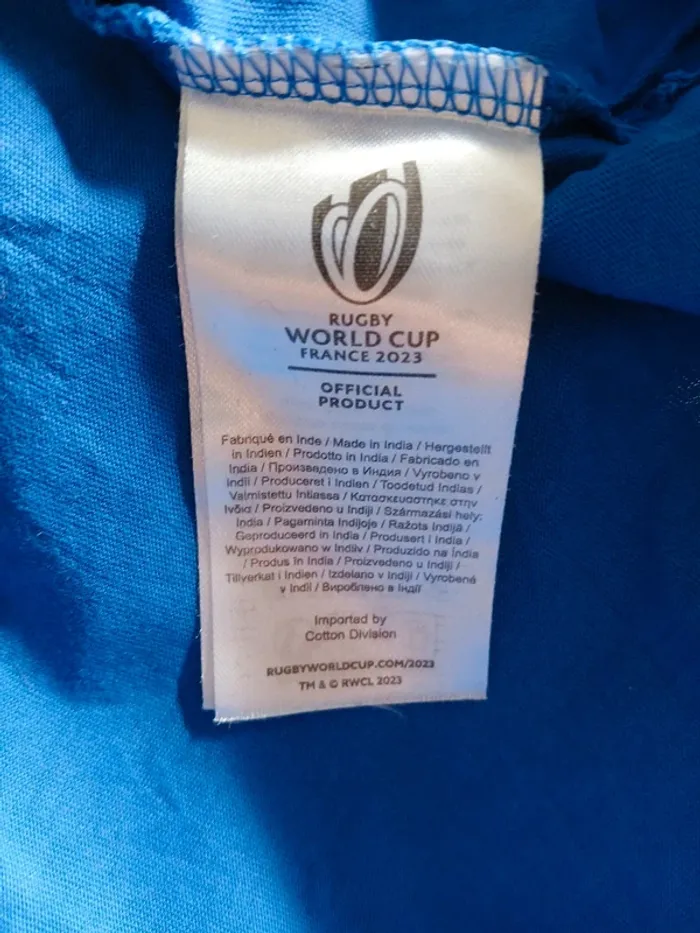 RUGBY
WORLD CUP
FRANCE 2023
OFFICIAL
PRODUCT
Fabriqué en Inde / Made in India / Hergestellt
in Indien / Prodotto in India / Fabricado en
India / Произведено в Индия / Vyrobeno v
Indii / Produceret i Indien / Toodetud Indias /
Valmistettu Intiassa / Κατασκευαστηκε στην
Ινδια / Proizvedeno u Indiji / Származási hely:
India / Pagaminta Indijoje / Ražots Indijā /
Geproduceerd in India / Produsert i India /
Wyprodukowano w Indiiv / Produzido na Índia
/ Produs în India / Proizvedeno u Indiji /
Tillverkat i Indien / Izdelano v Indiji / Vyrobené
v Indii / Вироблено в Індії
Imported by
Cotton Division
RUGBYWORLDCUP.COM/2023
TM & © RWCL 2023